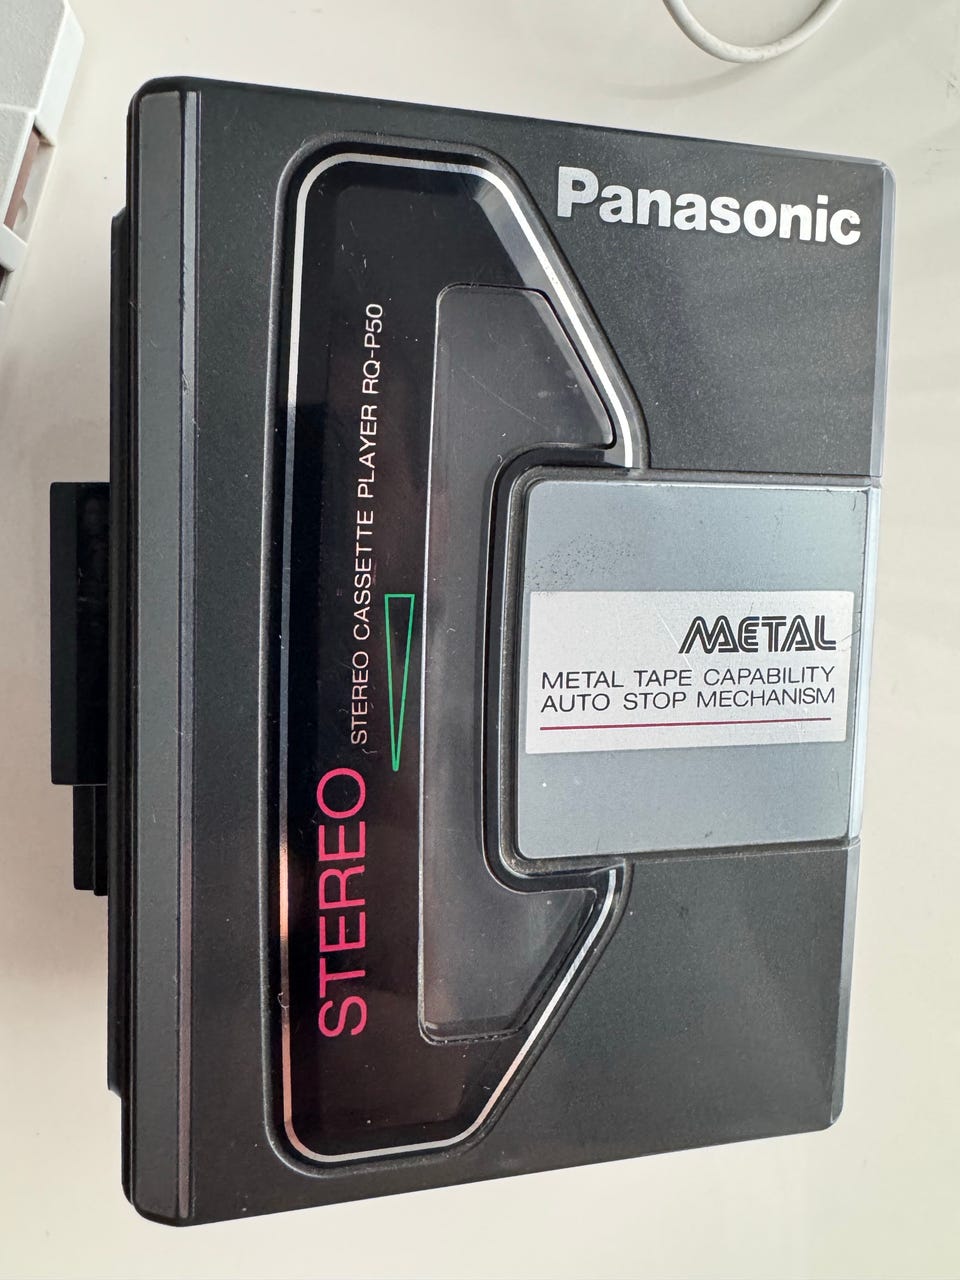 Panasonic
STEREO STEREO CASSETTE PLAYER RQ-P50
METAL
METAL TAPE CAPABILITY
AUTO STOP MECHANISM